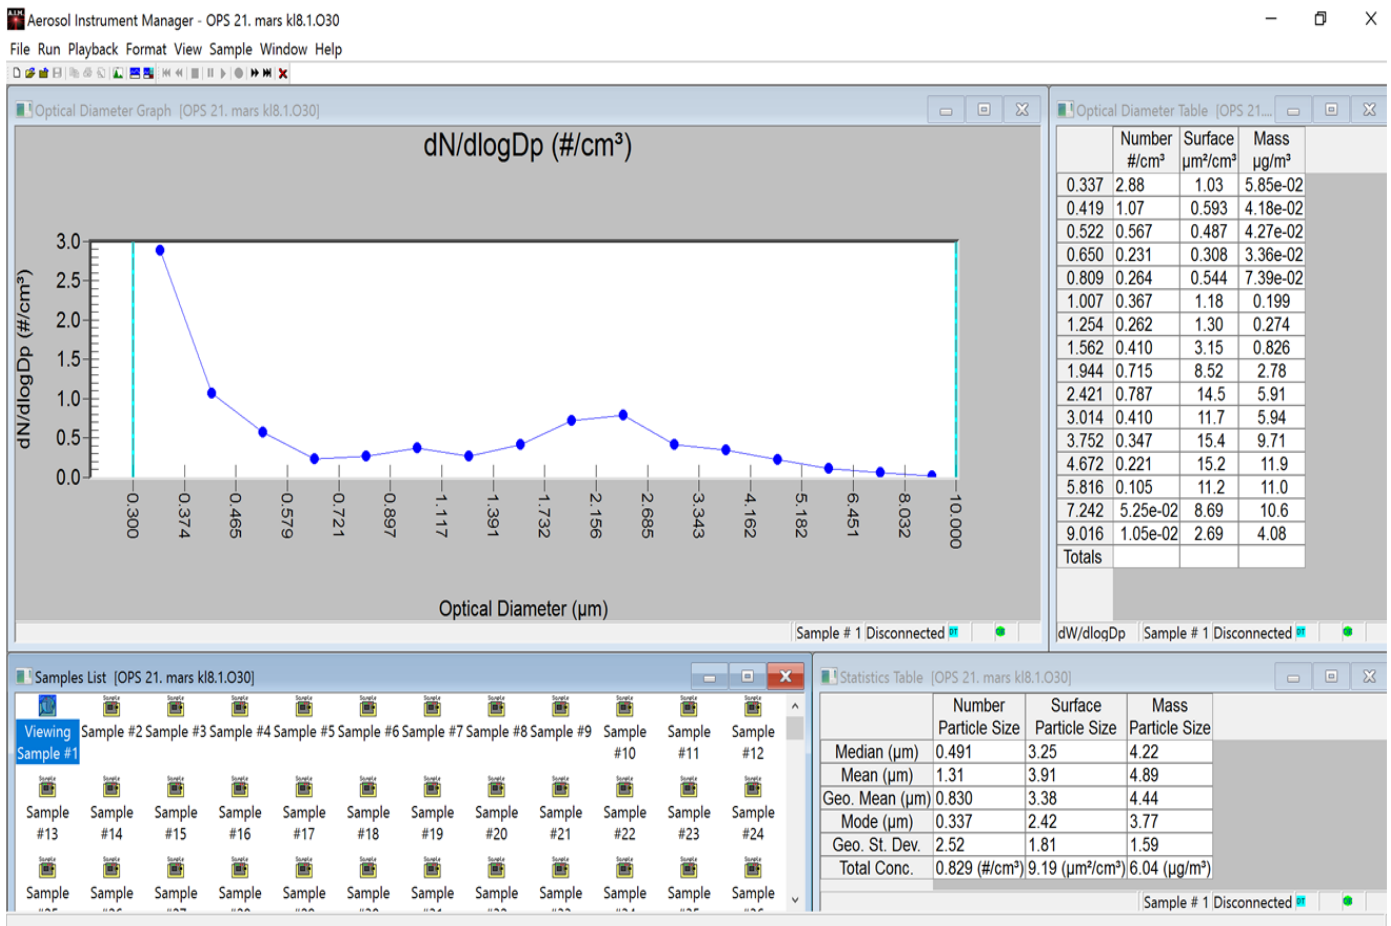 Aerosol Instrument Manager - OPS 21. mars kl8.1.O30
File Run Playback Format View Sample Window Help
Optical Diameter Graph [OPS 21. mars kl8.1.O30]
dN/dlogDp (#/cm³)
dN/dlogDp (#/cm³)
3.0
2.5
2.0
1.5
1.0
0.5
0.0
0.300 0.374 0.465 0.579 0.721 0.897 1.117 1.391 1.732 2.156 2.685 3.343 4.162 5.182 6.451 8.032 10.000
Optical Diameter (µm)
Sample # 1 Disconnected
Optical Diameter Table [OPS 21....
Number Surface Mass
#/cm³ µm²/cm³ µg/m³
0.337 2.88 1.03 5.85e-02
0.419 1.07 0.593 4.18e-02
0.522 0.567 0.487 4.27e-02
0.650 0.231 0.308 3.36e-02
0.809 0.264 0.544 7.39e-02
1.007 0.367 1.18 0.199
1.254 0.262 1.30 0.274
1.562 0.410 3.15 0.826
1.944 0.715 8.52 2.78
2.421 0.787 14.5 5.91
3.014 0.410 11.7 5.94
3.752 0.347 15.4 9.71
4.672 0.221 15.2 11.9
5.816 0.105 11.2 11.0
7.242 5.25e-02 8.69 10.6
9.016 1.05e-02 2.69 4.08
Totals
dW/dlogDp Sample # 1 Disconnected
Samples List [OPS 21. mars kl8.1.O30]
Viewing Sample #2 Sample #3 Sample #4 Sample #5 Sample #6 Sample #7 Sample #8 Sample #9 Sample Sample Sample
Sample #1 #10 #11 #12
Sample Sample Sample Sample Sample Sample Sample Sample Sample Sample Sample Sample
#13 #14 #15 #16 #17 #18 #19 #20 #21 #22 #23 #24
Sample Sample Sample Sample Sample Sample Sample Sample Sample Sample Sample Sample
Statistics Table [OPS 21. mars kl8.1.O30]
Number Surface Mass
Particle Size Particle Size Particle Size
Median (µm) 0.491 3.25 4.22
Mean (µm) 1.31 3.91 4.89
Geo. Mean (µm) 0.830 3.38 4.44
Mode (µm) 0.337 2.42 3.77
Geo. St. Dev. 2.52 1.81 1.59
Total Conc. 0.829 (#/cm³) 9.19 (µm²/cm³) 6.04 (µg/m³)
Sample # 1 Disconnected